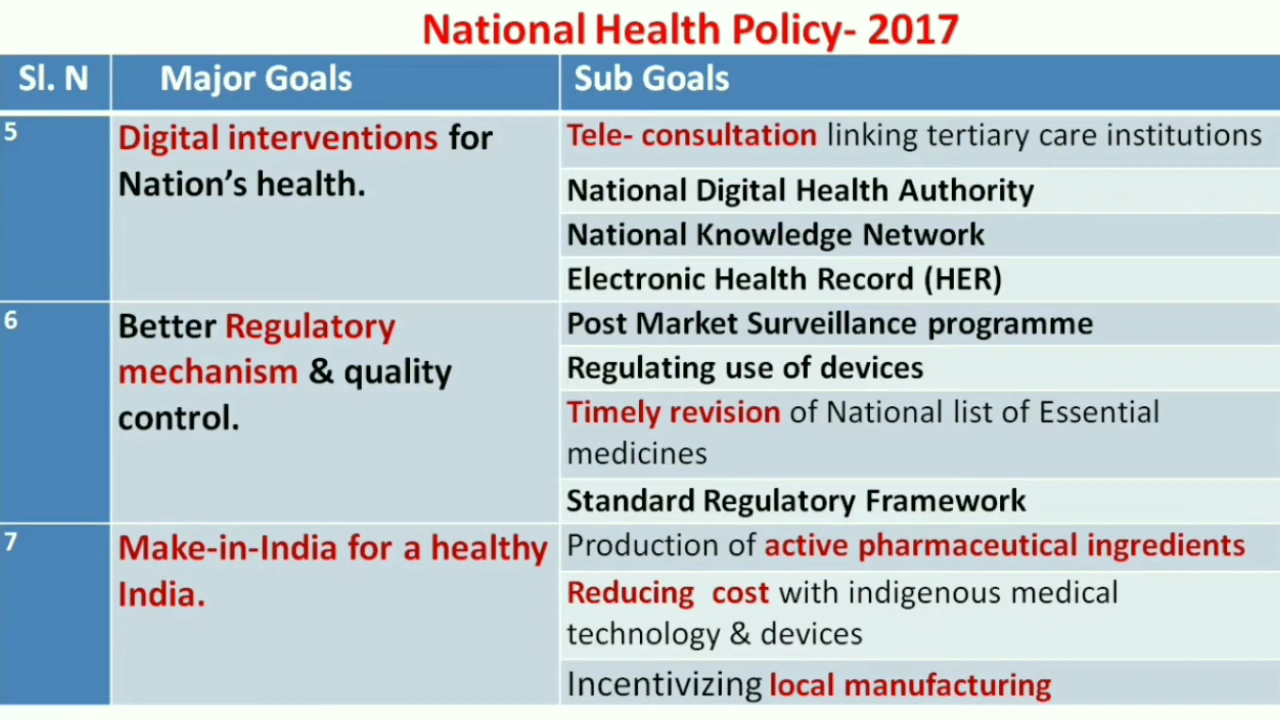 National Health Policy- 2017
Sl. N Major Goals Sub Goals
5 Digital interventions for
Nation's health.
Tele- consultation linking tertiary care institutions
National Digital Health Authority
National Knowledge Network
Electronic Health Record (HER)
6 Better Regulatory
mechanism & quality
control.
Post Market Surveillance programme
Regulating use of devices
Timely revision of National list of Essential
medicines
Standard Regulatory Framework
7 Make-in-India for a healthy
India.
Production of active pharmaceutical ingredients
Reducing cost with indigenous medical
technology & devices
Incentivizing local manufacturing